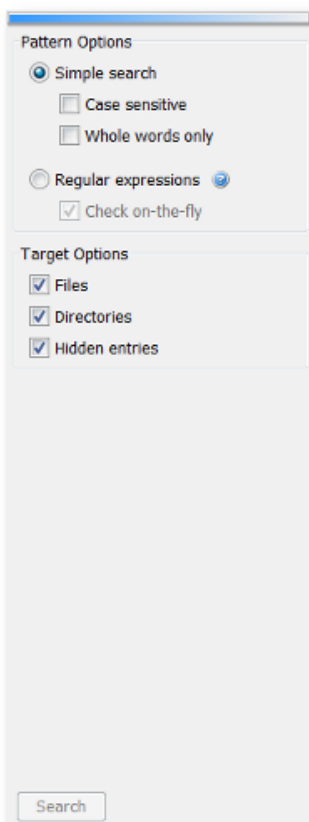 Pattern Options
Simple search
Case sensitive
Whole words only
Regular expressions
Check on-the-fly
Target Options
Files
Directories
Hidden entries
Search